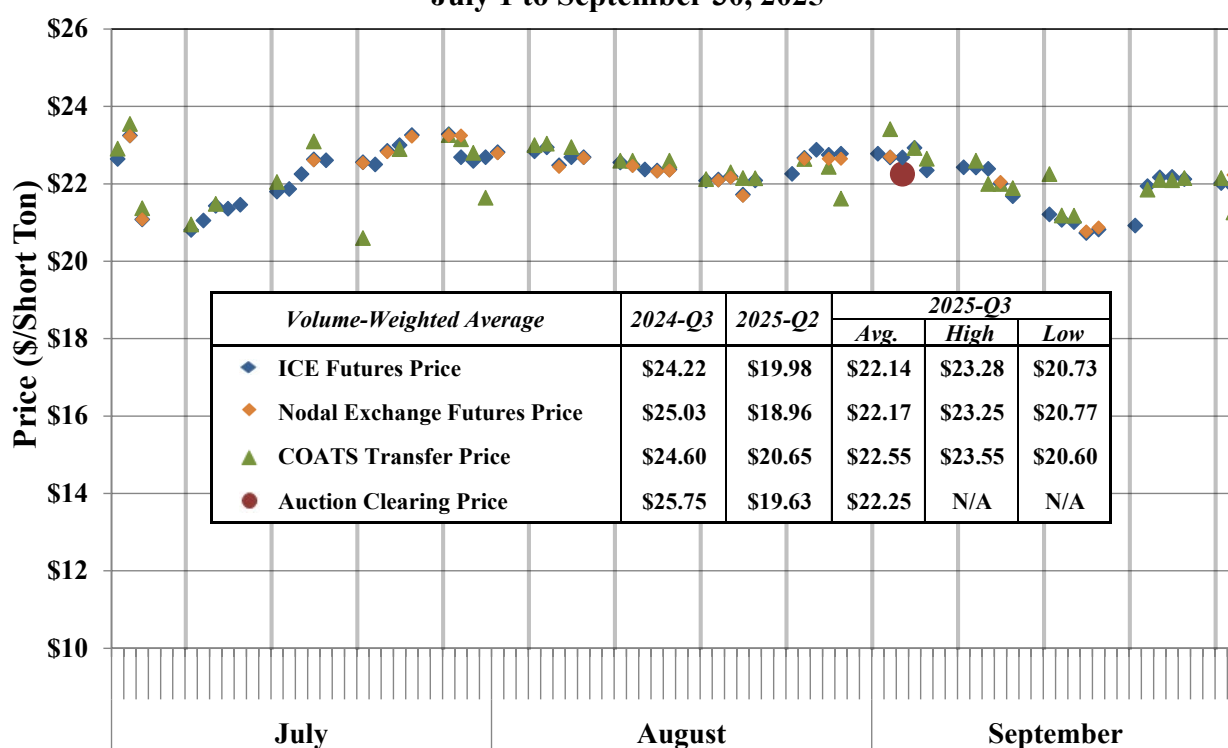 $26
$24
$22
$20
$18
$16
$14
$12
$10
Price ($/Short Ton)
Volume-Weighted Average 2024-Q3 2025-Q2 2025-Q3
Avg. High Low
ICE Futures Price $24.22 $19.98 $22.14 $23.28 $20.73
Nodal Exchange Futures Price $25.03 $18.96 $22.17 $23.25 $20.77
COATS Transfer Price $24.60 $20.65 $22.55 $23.55 $20.60
Auction Clearing Price $25.75 $19.63 $22.25 N/A N/A
July August September